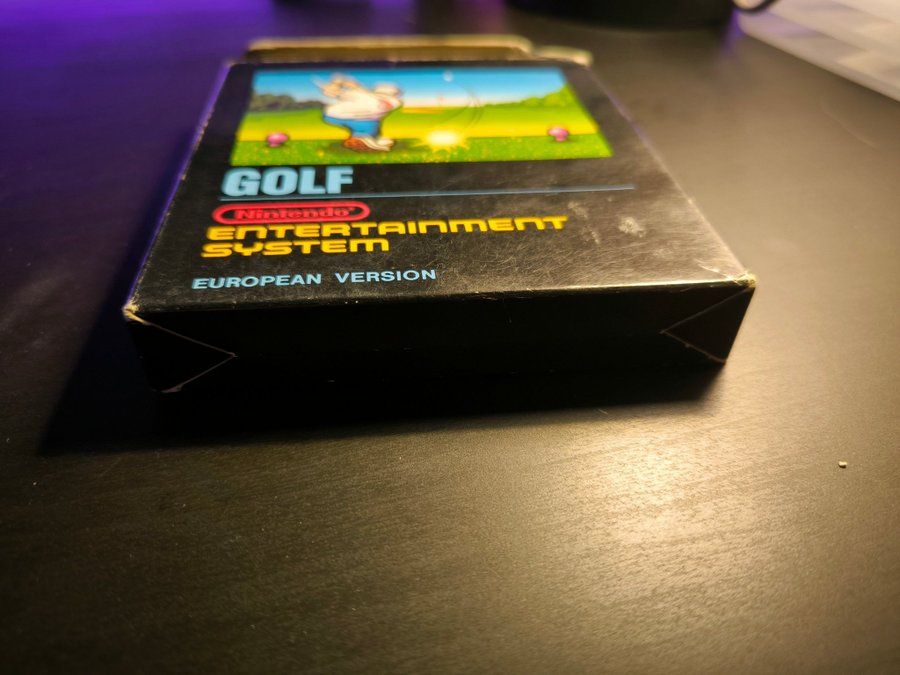 GOLF
Nintendo
ENTERTAINMENT
SYSTEM
EUROPEAN VERSION